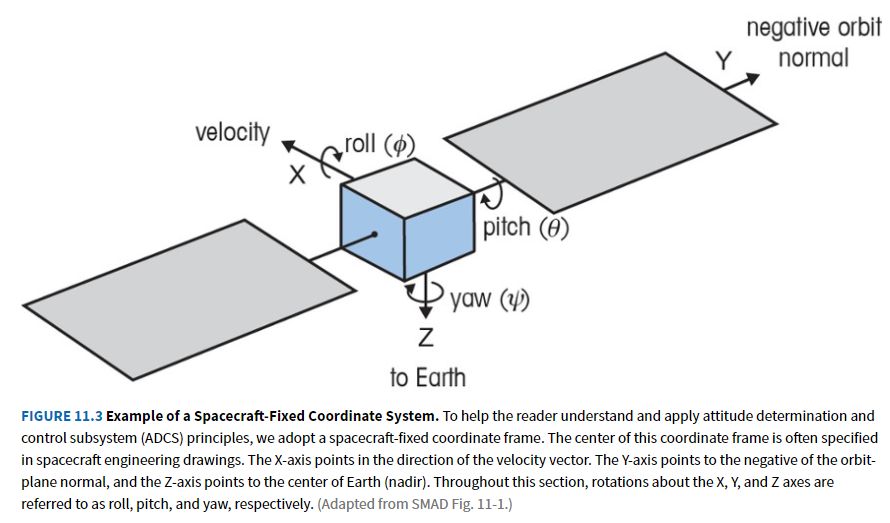 negative orbit
normal
Y
velocity
roll (ϕ)
X
pitch (θ)
yaw (ψ)
Z
to Earth
FIGURE 11.3 Example of a Spacecraft-Fixed Coordinate System. To help the reader understand and apply attitude determination and
control subsystem (ADCS) principles, we adopt a spacecraft-fixed coordinate frame. The center of this coordinate frame is often specified
in spacecraft engineering drawings. The X-axis points in the direction of the velocity vector. The Y-axis points to the negative of the orbit-
plane normal, and the Z-axis points to the center of Earth (nadir). Throughout this section, rotations about the X, Y, and Z axes are
referred to as roll, pitch, and yaw, respectively. (Adapted from SMAD Fig. 11-1.)